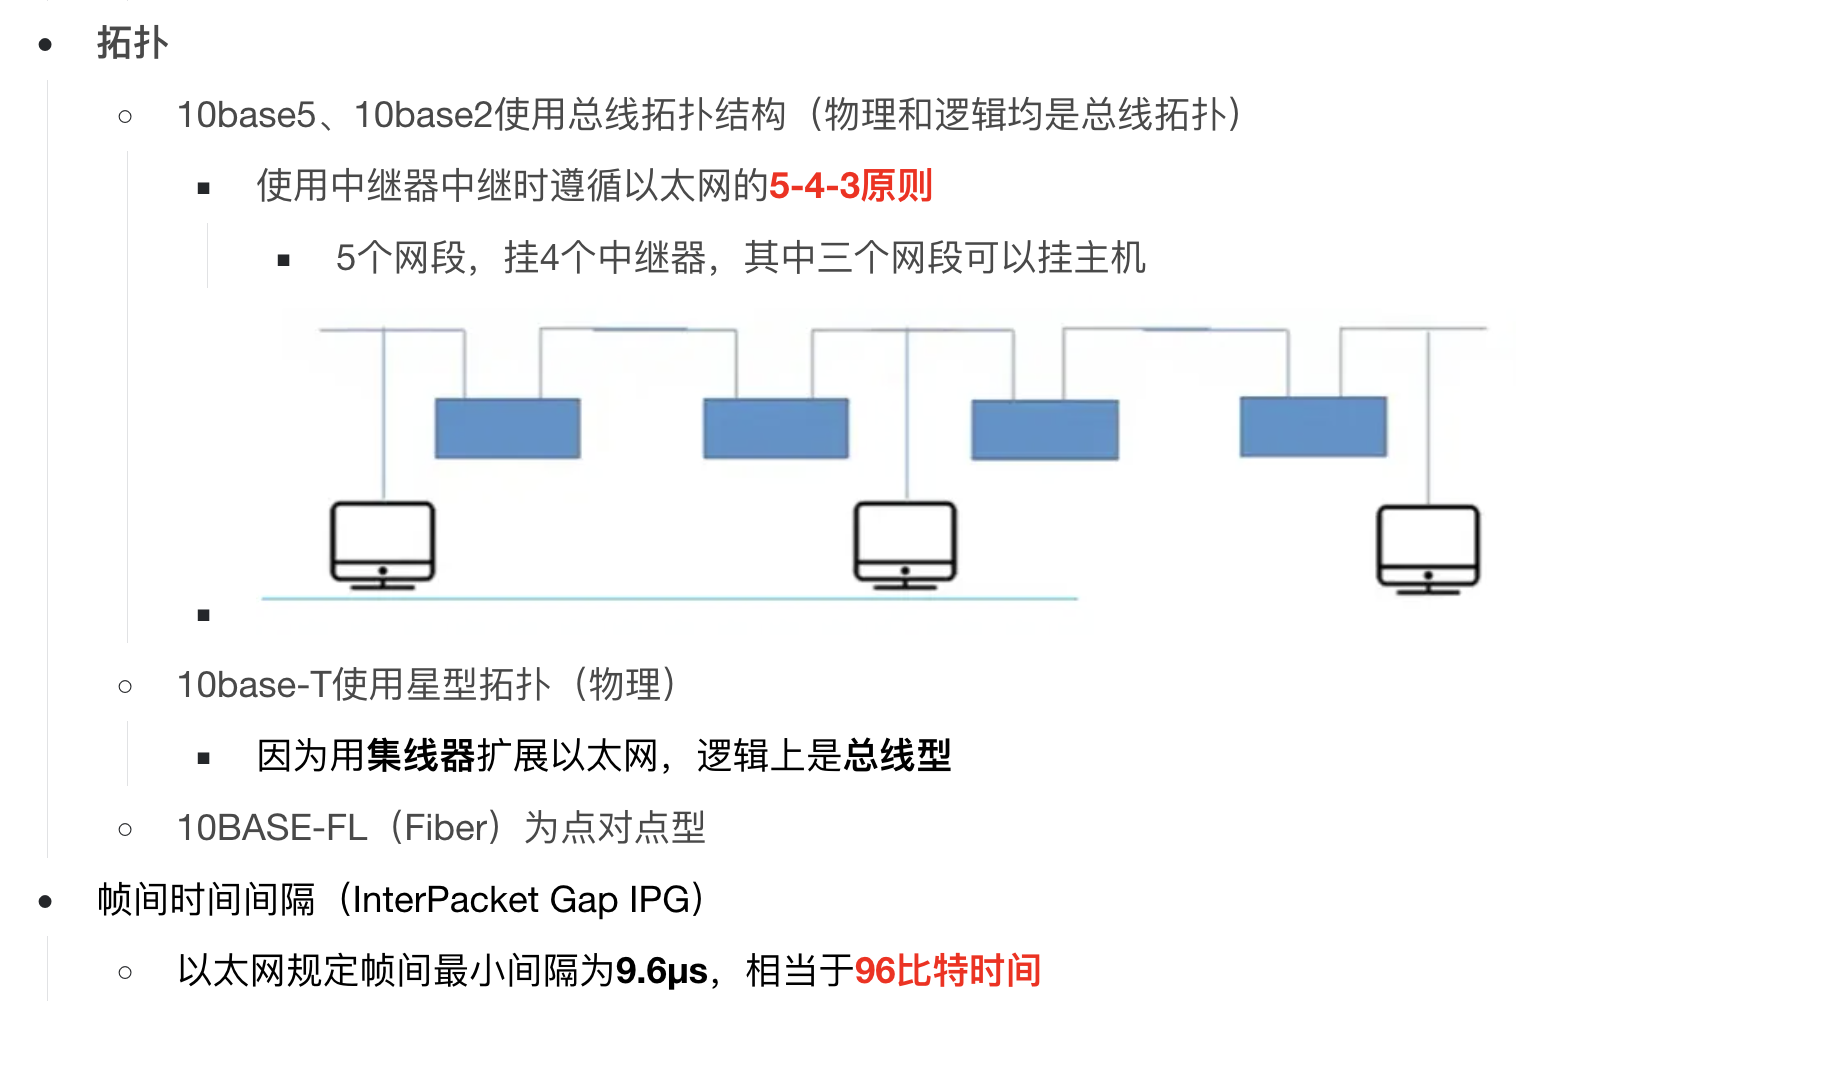 拓扑
10base5、10base2使用总线拓扑结构（物理和逻辑均是总线拓扑）
使用中继器中继时遵循以太网的5-4-3原则
5个网段，挂4个中继器，其中三个网段可以挂主机
10base-T使用星型拓扑（物理）
因为用集线器扩展以太网，逻辑上是总线型
10BASE-FL（Fiber）为点对点型
帧间时间间隔（InterPacket Gap IPG）
以太网规定帧间最小间隔为9.6μs，相当于96比特时间